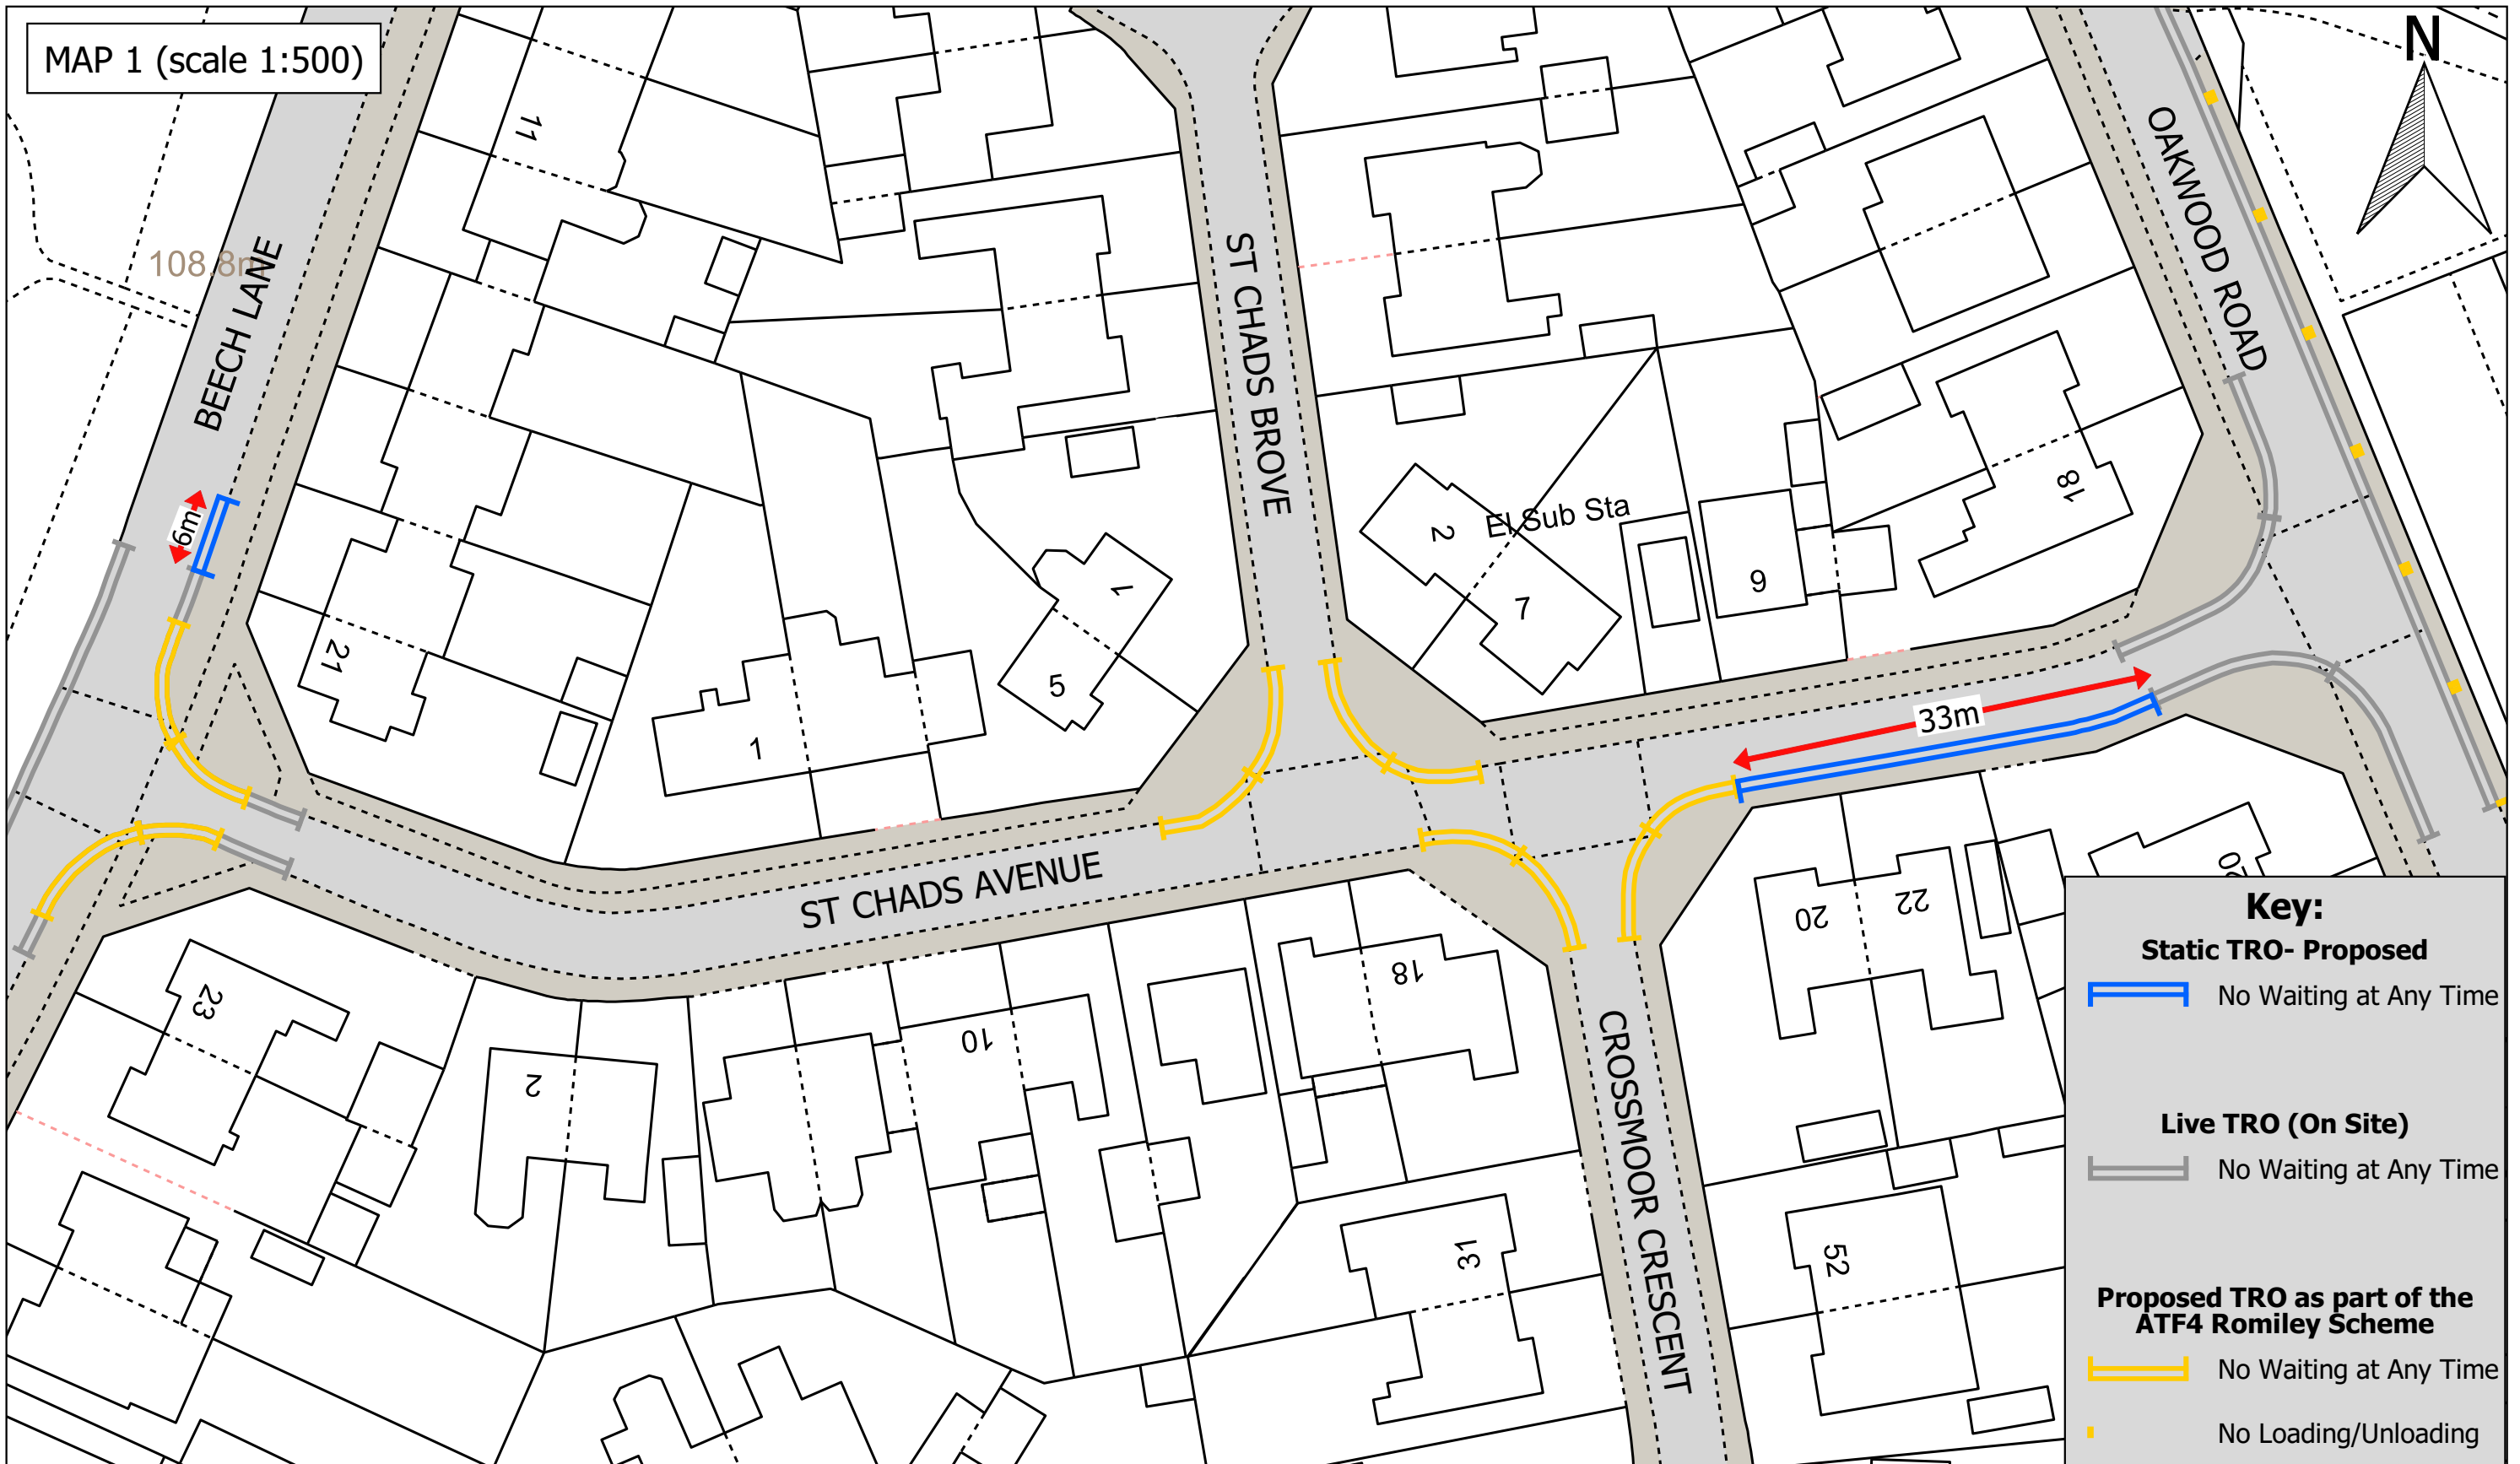 MAP 1 (scale 1:500)
N
11
OAKWOOD ROAD
108.8m
BEECH LANE
ST CHADS BROVE
18
6m
El Sub Sta
2
7
9
1
21
5
1
33m
ST CHADS AVENUE
20
22
18
23
10
2
CROSSMOOR CRESCENT
31
52
Key:
Static TRO- Proposed
No Waiting at Any Time
Live TRO (On Site)
No Waiting at Any Time
Proposed TRO as part of the
ATF4 Romiley Scheme
No Waiting at Any Time
No Loading/Unloading